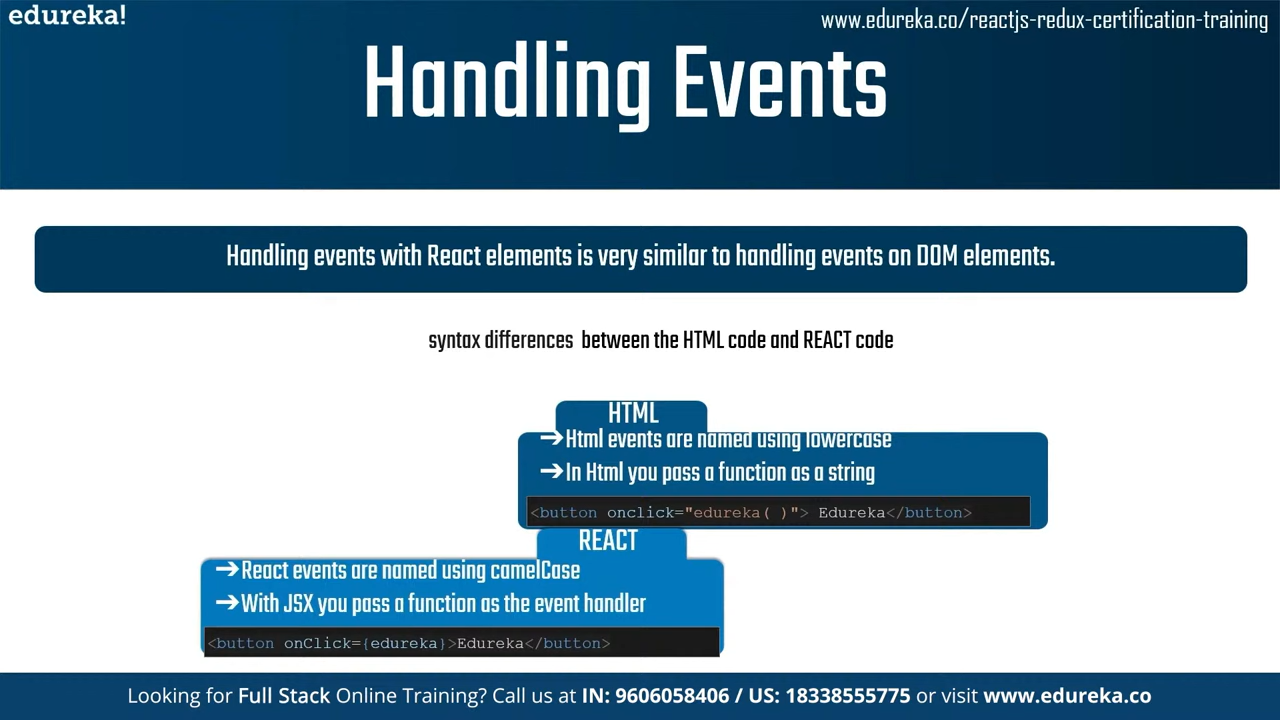 edureka!
www.edureka.co/reactjs-redux-certification-training
Handling Events
Handling events with React elements is very similar to handling events on DOM elements.
syntax differences between the HTML code and REACT code
HTML
➔Html events are named using lowercase
➔In Html you pass a function as a string
<button onclick="edureka( )"> Edureka</button>
REACT
➔React events are named using camelCase
➔With JSX you pass a function as the event handler
<button onClick={edureka}>Edureka</button>
Looking for Full Stack Online Training? Call us at IN: 9606058406 / US: 18338555775 or visit www.edureka.co